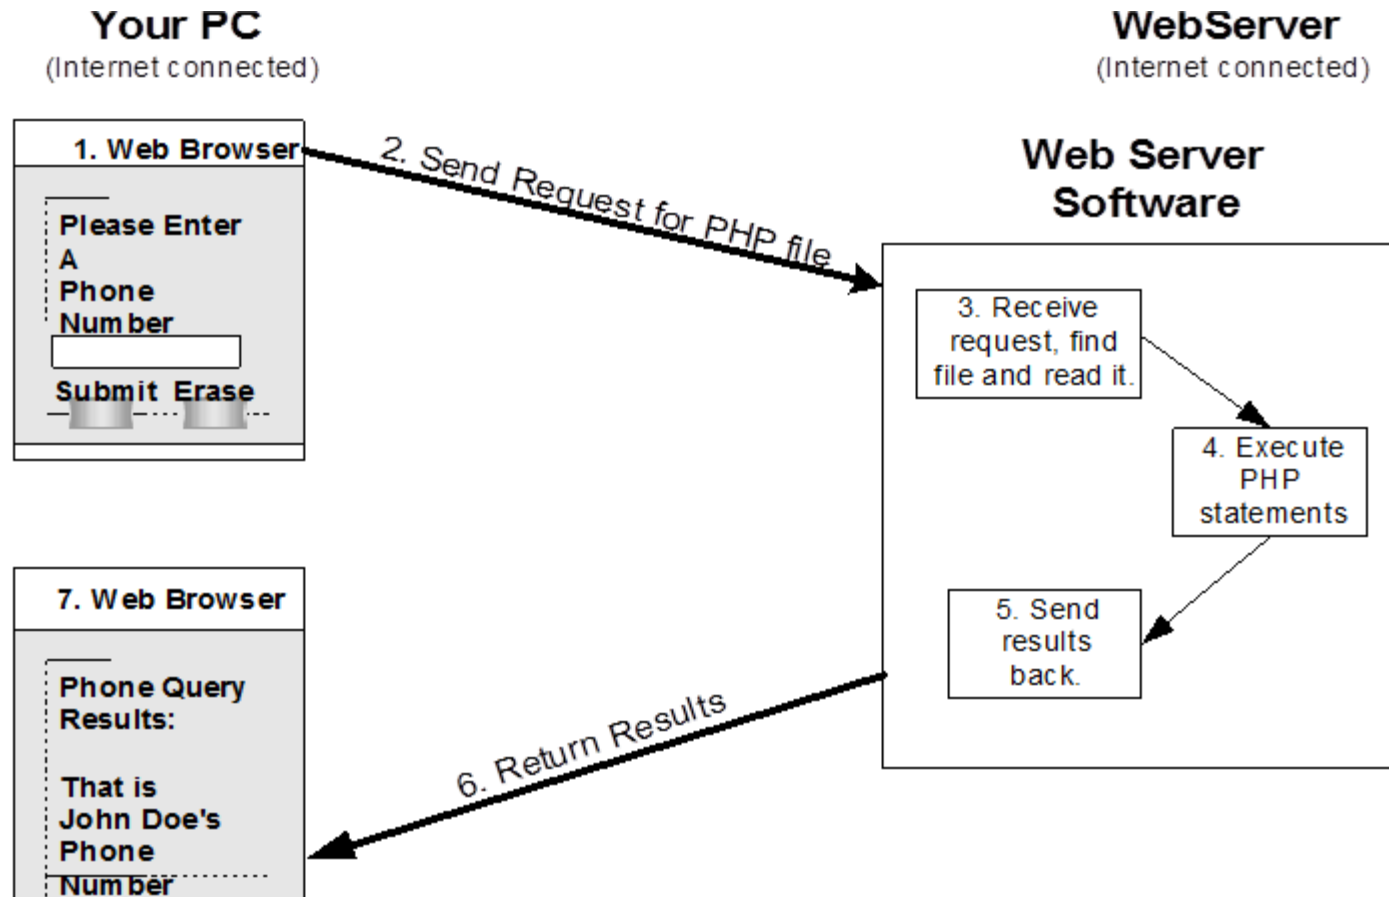 Your PC
(Internet connected)
WebServer
(Internet connected)
1. Web Browser
Please Enter
A
Phone
Number
Submit Erase
2. Send Request for PHP file
Web Server
Software
3. Receive
request, find
file and read it.
4. Execute
PHP
statements
5. Send
results
back.
6. Return Results
7. Web Browser
Phone Query
Results:
That is
John Doe's
Phone
Number